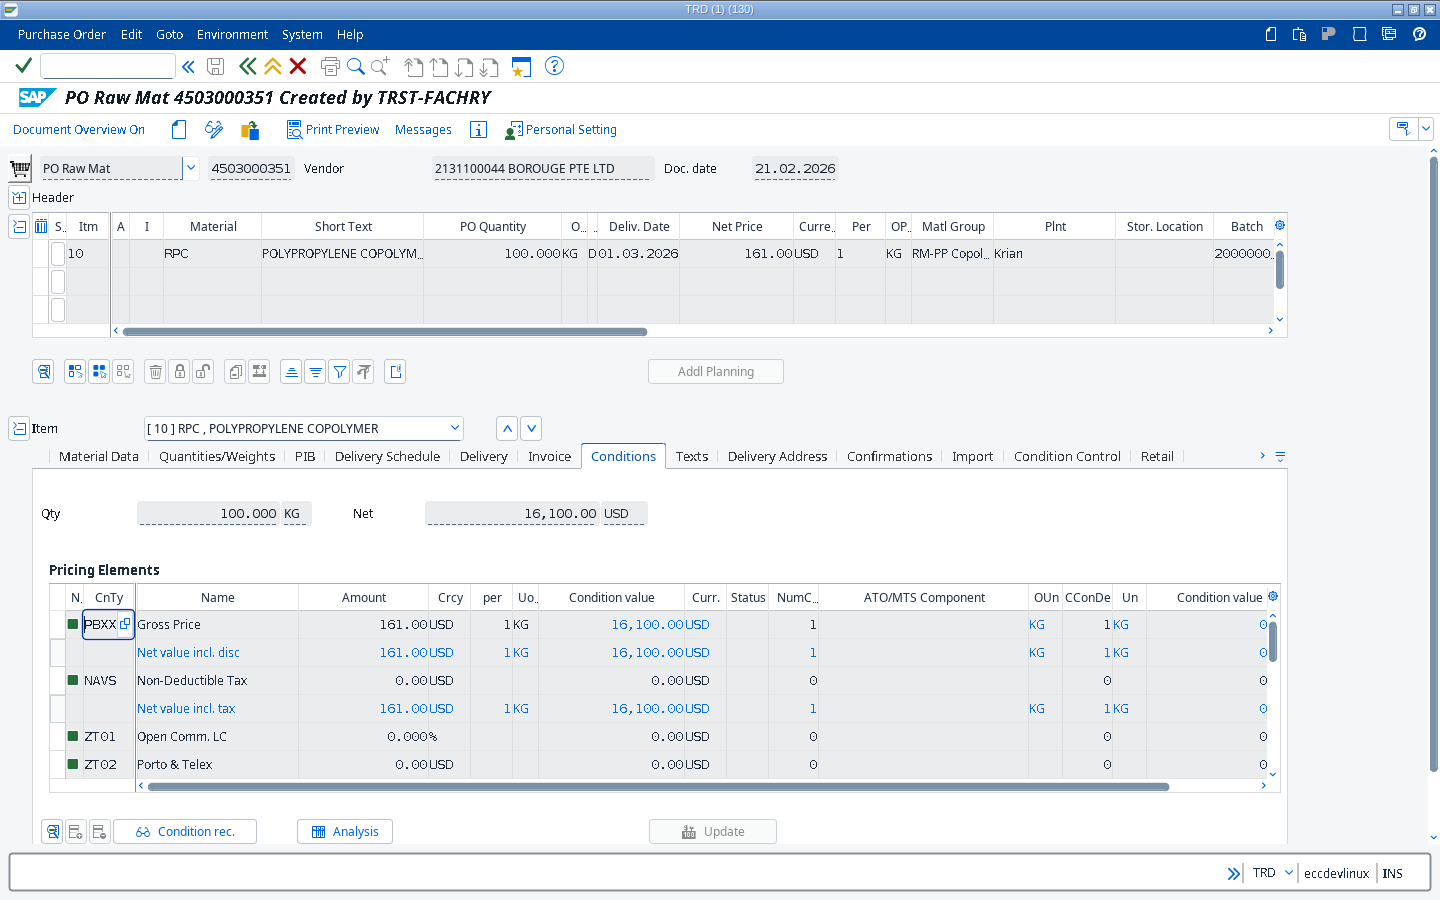 TRD (1) (130)
Purchase Order Edit Goto Environment System Help
SAP PO Raw Mat 4503000351 Created by TRST-FACHRY
Document Overview On Print Preview Messages Personal Setting
PO Raw Mat 4503000351 Vendor 2131100044 BOROUGE PTE LTD Doc. date 21.02.2026
Header
S.. Itm A I Material Short Text PO Quantity O... .. Deliv. Date Net Price Curre.. Per OP.. Matl Group Plnt Stor. Location Batch
10 RPC POLYPROPYLENE COPOLYM... 100.000 KG D 01.03.2026 161.00 USD 1 KG RM-PP Copol... Krian 2000000...
Addl Planning
Item [ 10 ] RPC , POLYPROPYLENE COPOLYMER
Material Data Quantities/Weights PIB Delivery Schedule Delivery Invoice Conditions Texts Delivery Address Confirmations Import Condition Control Retail
Qty 100.000 KG Net 16,100.00 USD
Pricing Elements
N.. CnTy Name Amount Crcy per Uo.. Condition value Curr. Status NumC... ATO/MTS Component OUn CConDe Un Condition value
PBXX Gross Price 161.00 USD 1 KG 16,100.00 USD 1 KG 1 KG 0
Net value incl. disc 161.00 USD 1 KG 16,100.00 USD 1 KG 1 KG 0
NAVS Non-Deductible Tax 0.00 USD 0.00 USD 0 0 0
Net value incl. tax 161.00 USD 1 KG 16,100.00 USD 1 KG 1 KG 0
ZT01 Open Comm. LC 0.000 % 0.00 USD 0 0 0
ZT02 Porto & Telex 0.00 USD 0.00 USD 0 0 0
Condition rec. Analysis Update
TRD eccdevlinux INS